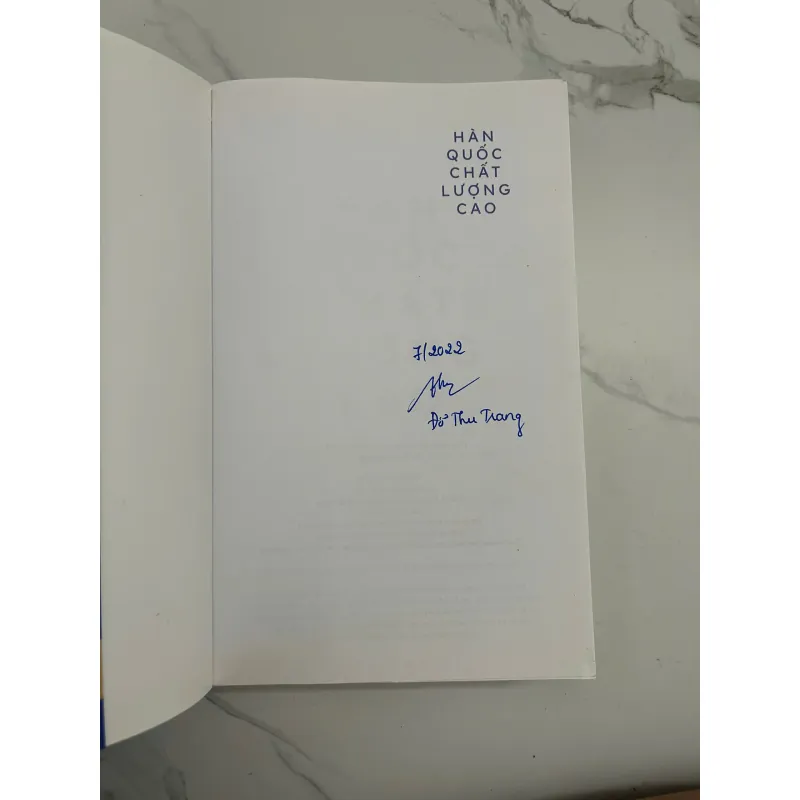 HÀN
QUỐC
CHẤT
LƯỢNG
CAO
7/2022
Đỗ Thu Trang